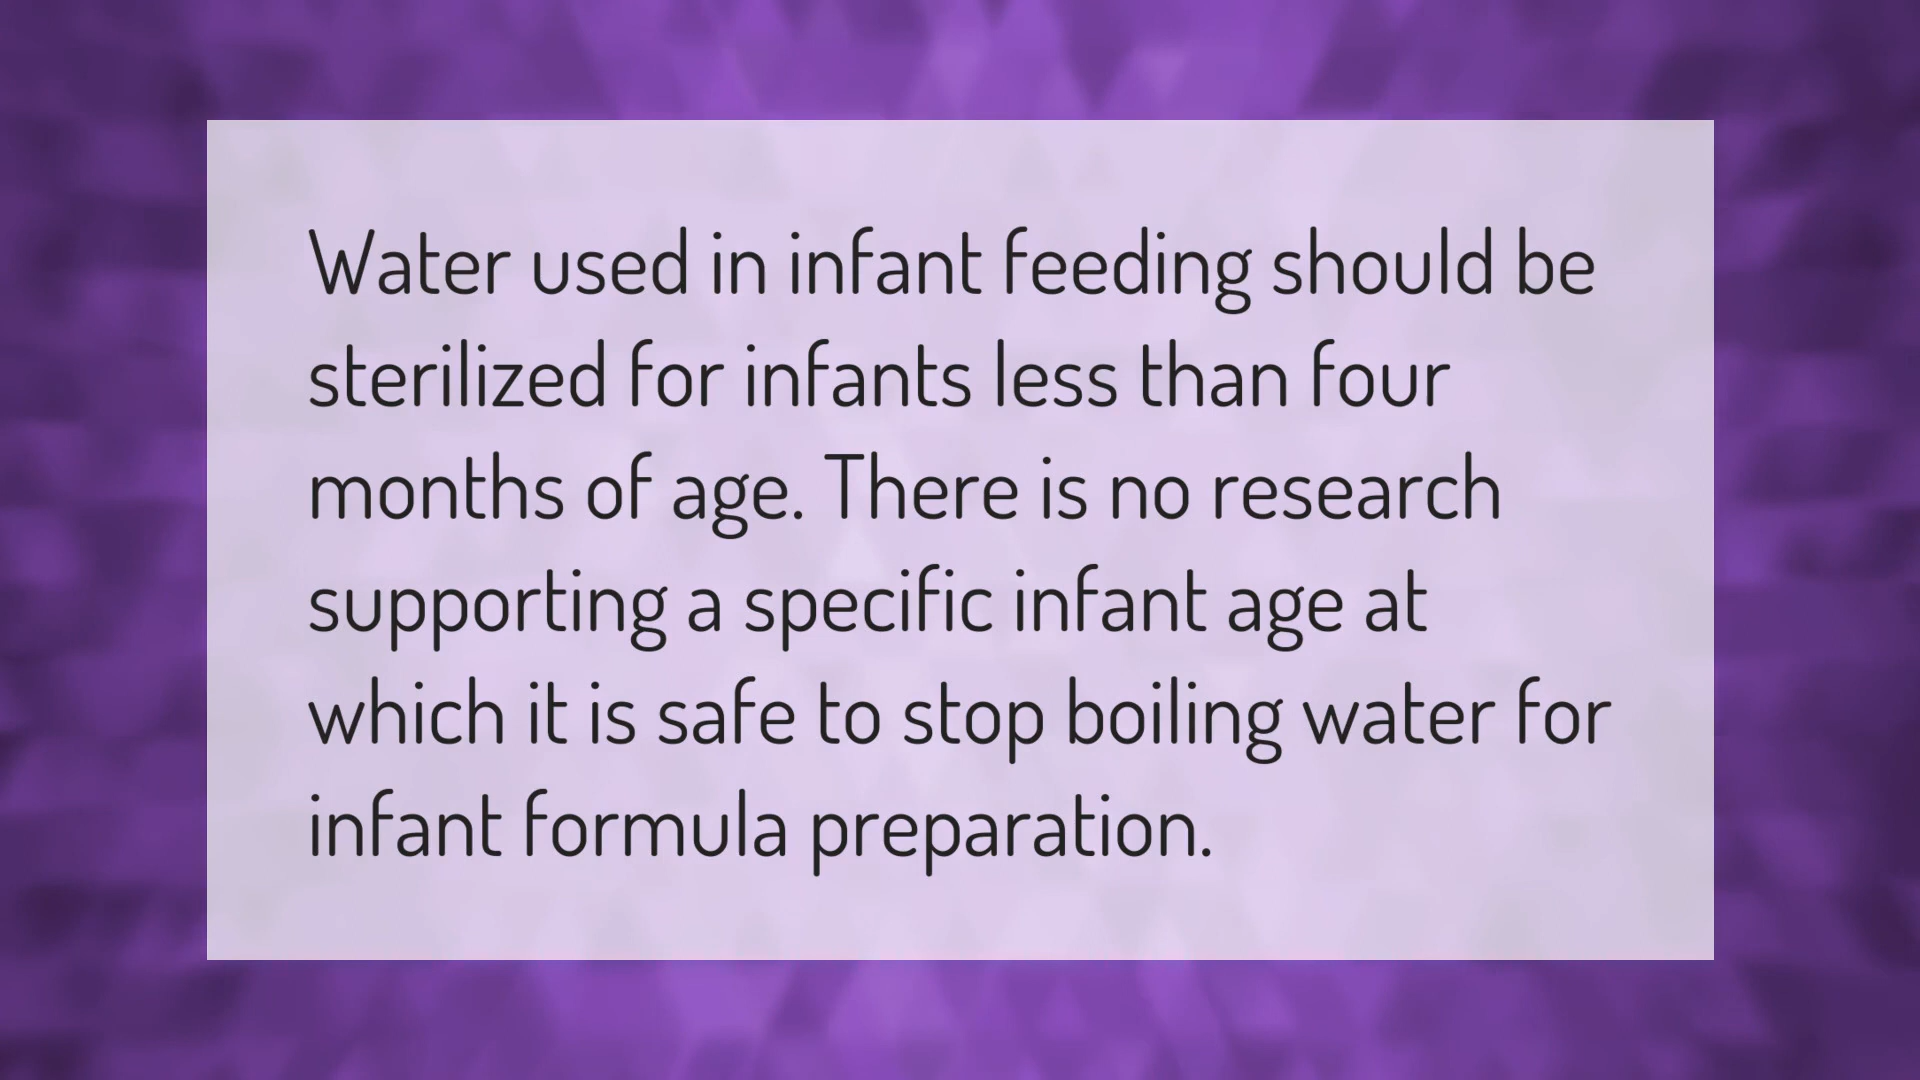 Water used in infant feeding should be
sterilized for infants less than four
months of age. There is no research
supporting a specific infant age at
which it is safe to stop boiling water for
infant formula preparation.